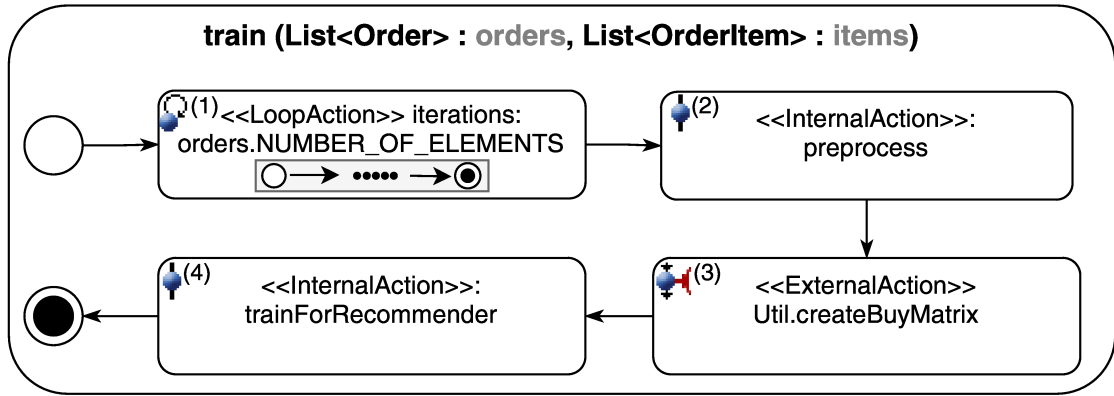 train (List<Order> : orders, List<OrderItem> : items)
(1)
<<LoopAction>> iterations:
orders.NUMBER_OF_ELEMENTS
(2)
<<InternalAction>>:
preprocess
(3)
<<ExternalAction>>
Util.createBuyMatrix
(4)
<<InternalAction>>:
trainForRecommender